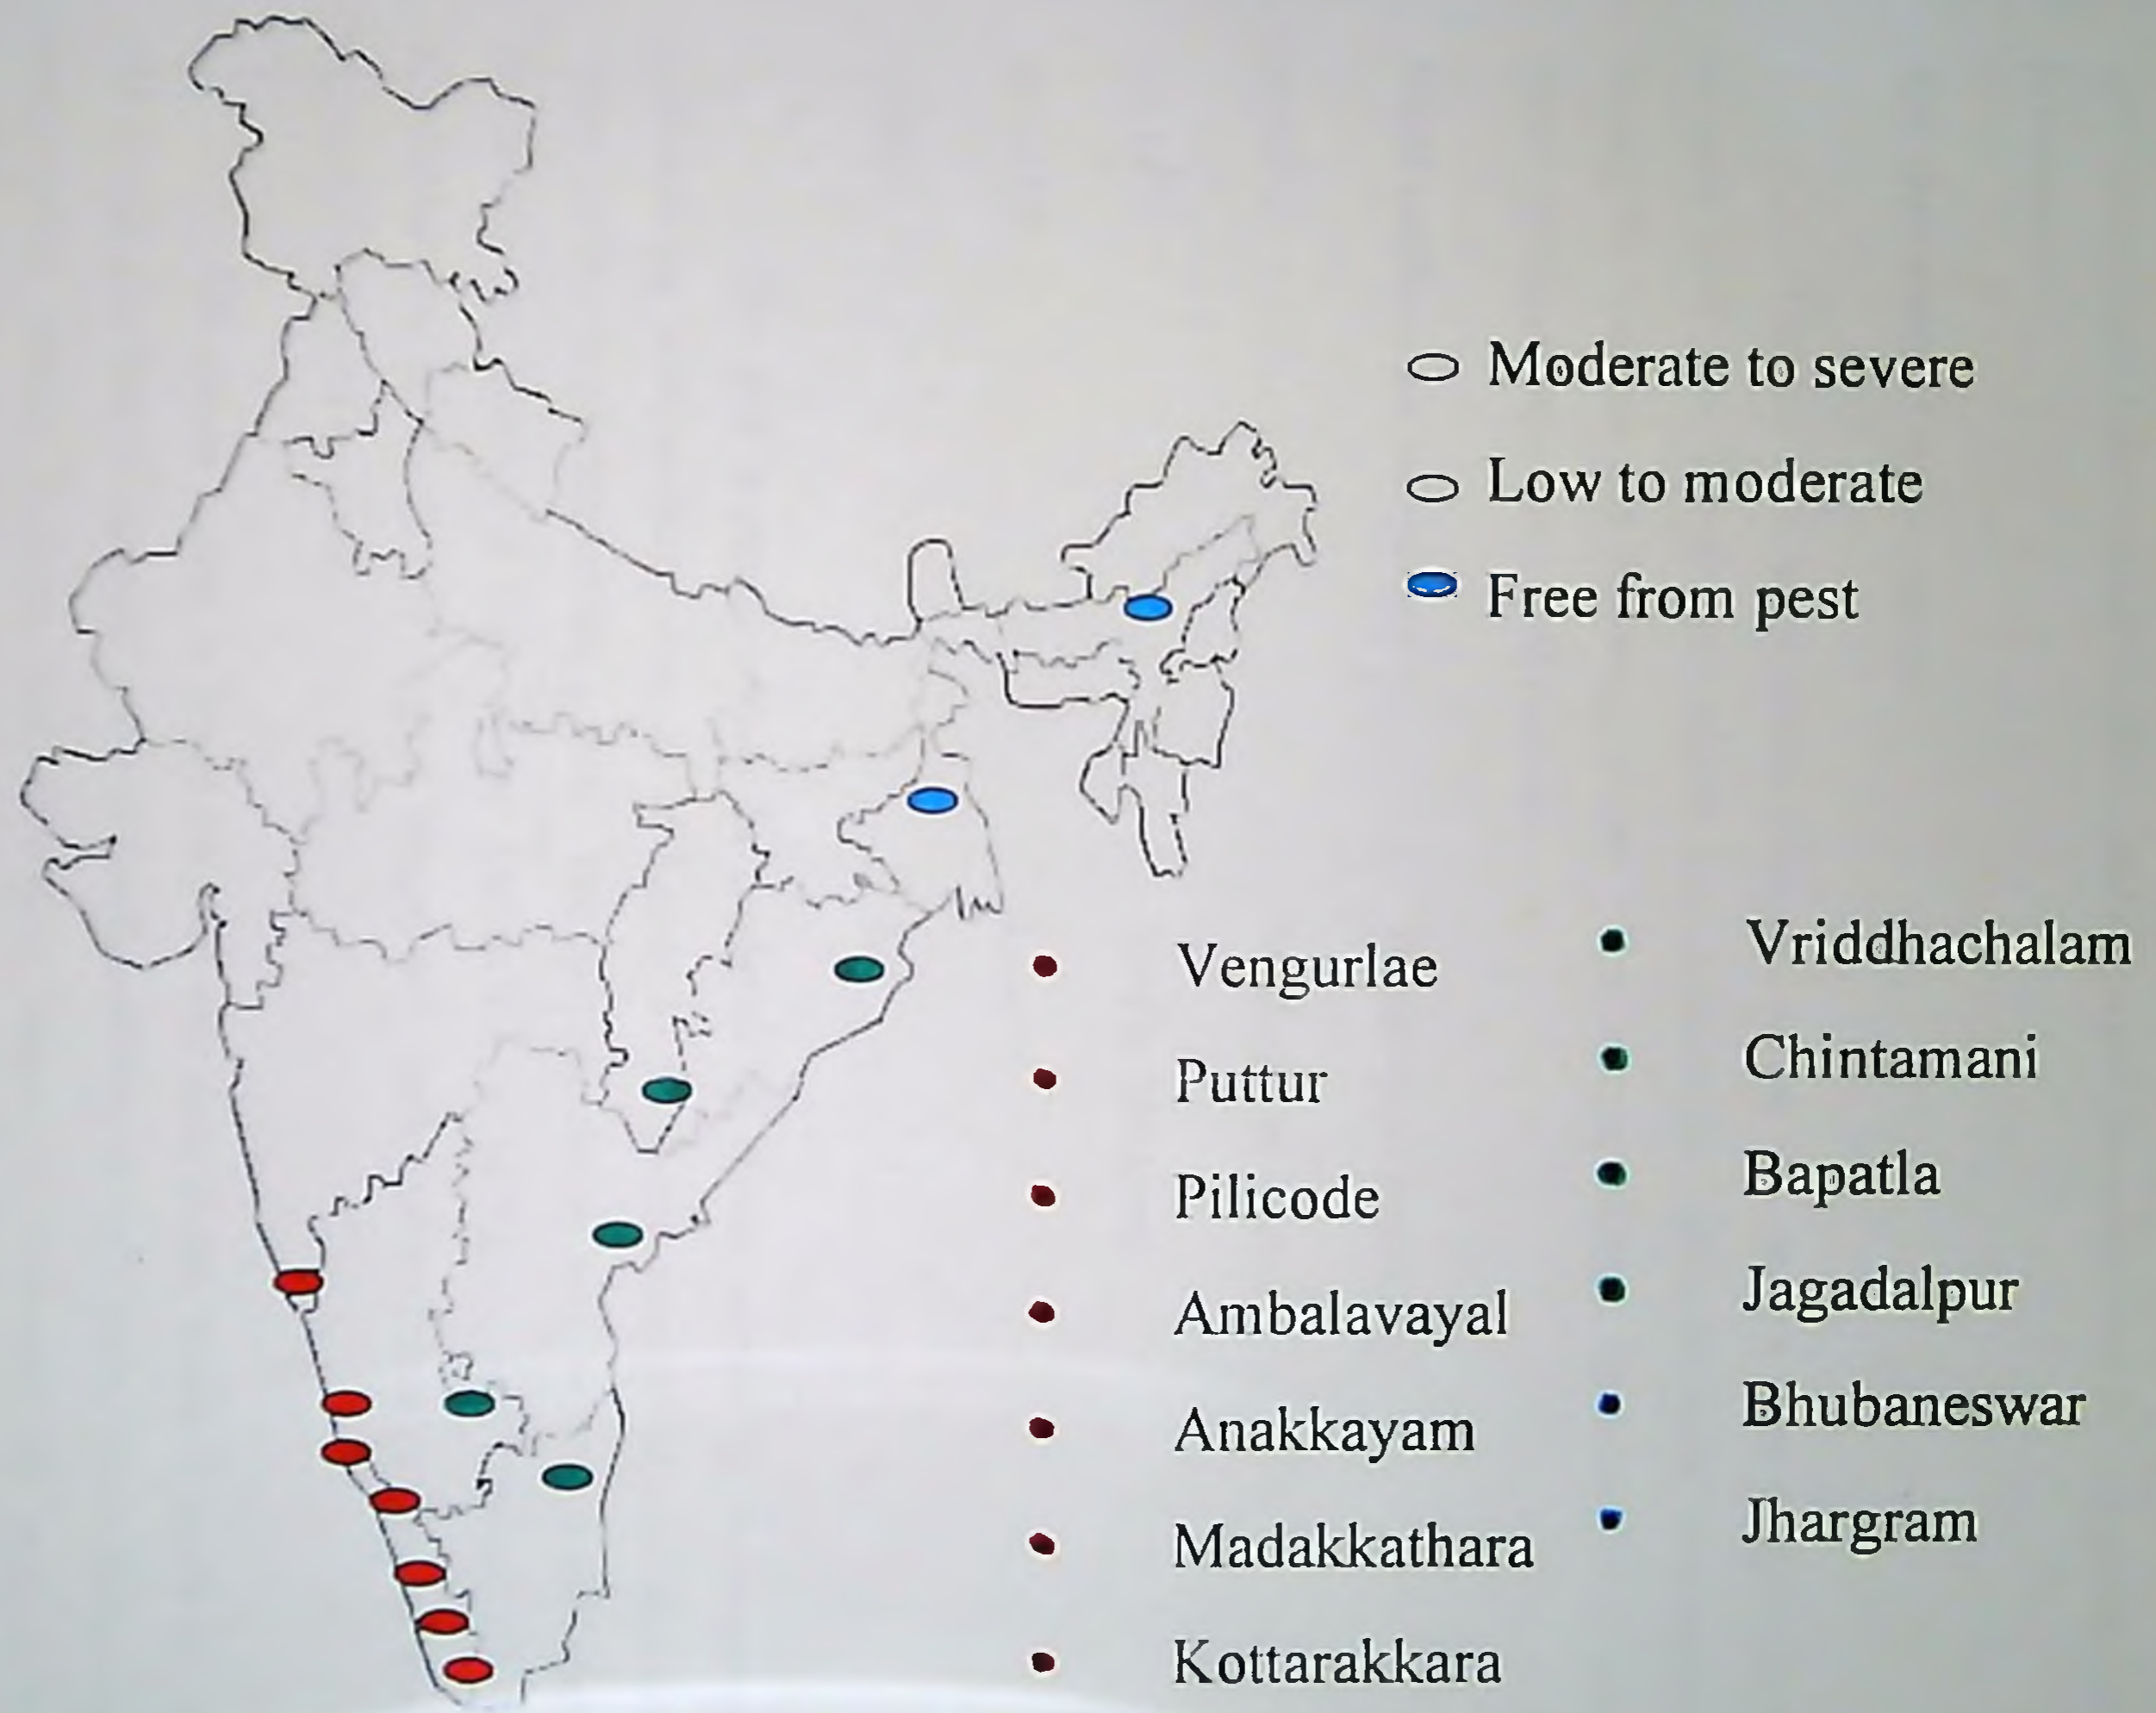 Moderate to severe
Low to moderate
Free from pest
Vengurlae
Puttur
Pilicode
Ambalavayal
Anakkayam
Madakkathara
Kottarakkara
Vriddhachalam
Chintamani
Bapatla
Jagadalpur
Bhubaneswar
Jhargram